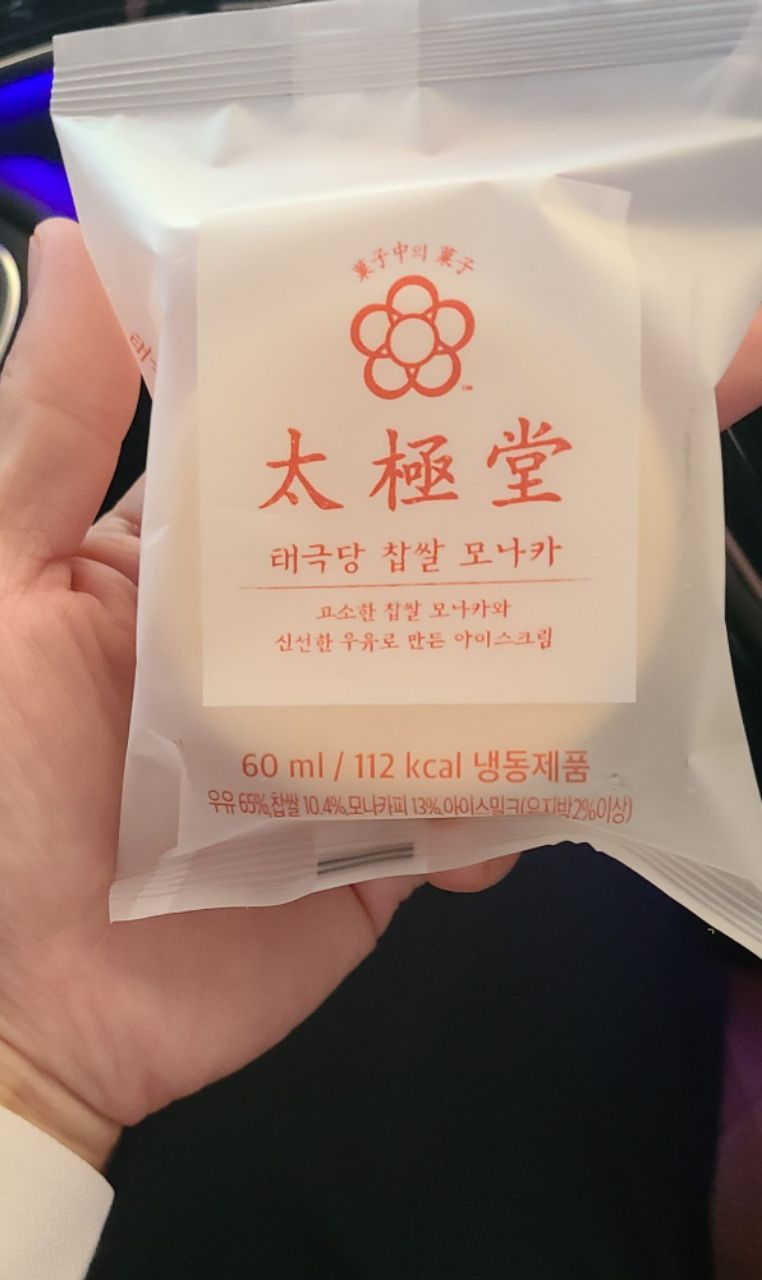 菓子中의 菓子
TM
太極堂
태극당 찹쌀 모나카
고소한 찹쌀 모나카와
신선한 우유로 만든 아이스크림
60 ml / 112 kcal 냉동제품
우유 65%,찹쌀 10.4%,모나카피 13%,아이스밀크(유지방2%이상)
태극